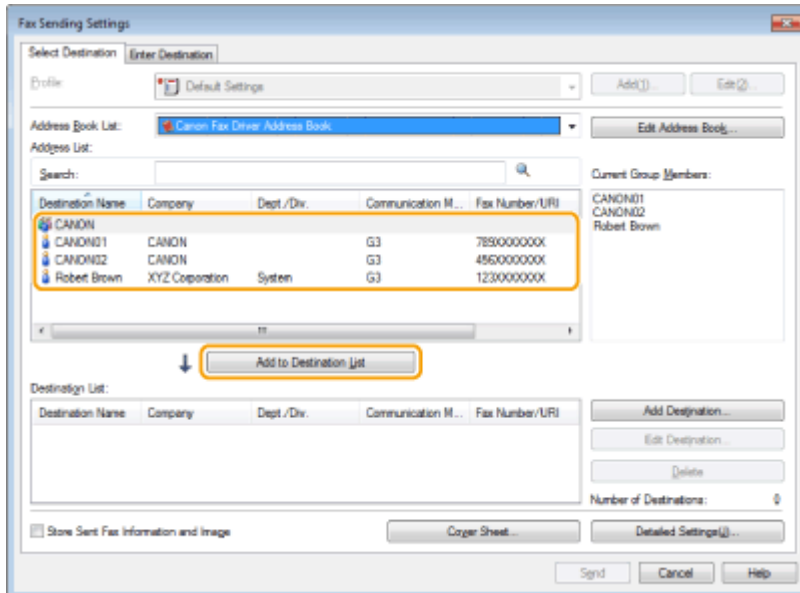 Fax Sending Settings
Select Destination Enter Destination
Profile: Default Settings Add(1)... Edit(2)...
Address Book List: Canon Fax Driver Address Book Edit Address Book...
Address List:
Search: Current Group Members:
Destination Name Company Dept./Div. Communication M... Fax Number/URI
CANON
CANON01 CANON G3 789XXXXXXX
CANON02 CANON G3 456XXXXXXX
Robert Brown XYZ Corporation System G3 123XXXXXXX
CANON01
CANON02
Robert Brown
Add to Destination List
Destination List:
Destination Name Company Dept./Div. Communication M... Fax Number/URI
Add Destination...
Edit Destination...
Delete
Number of Destinations: 0
Store Sent Fax Information and Image Cover Sheet... Detailed Settings(J)...
Send Cancel Help